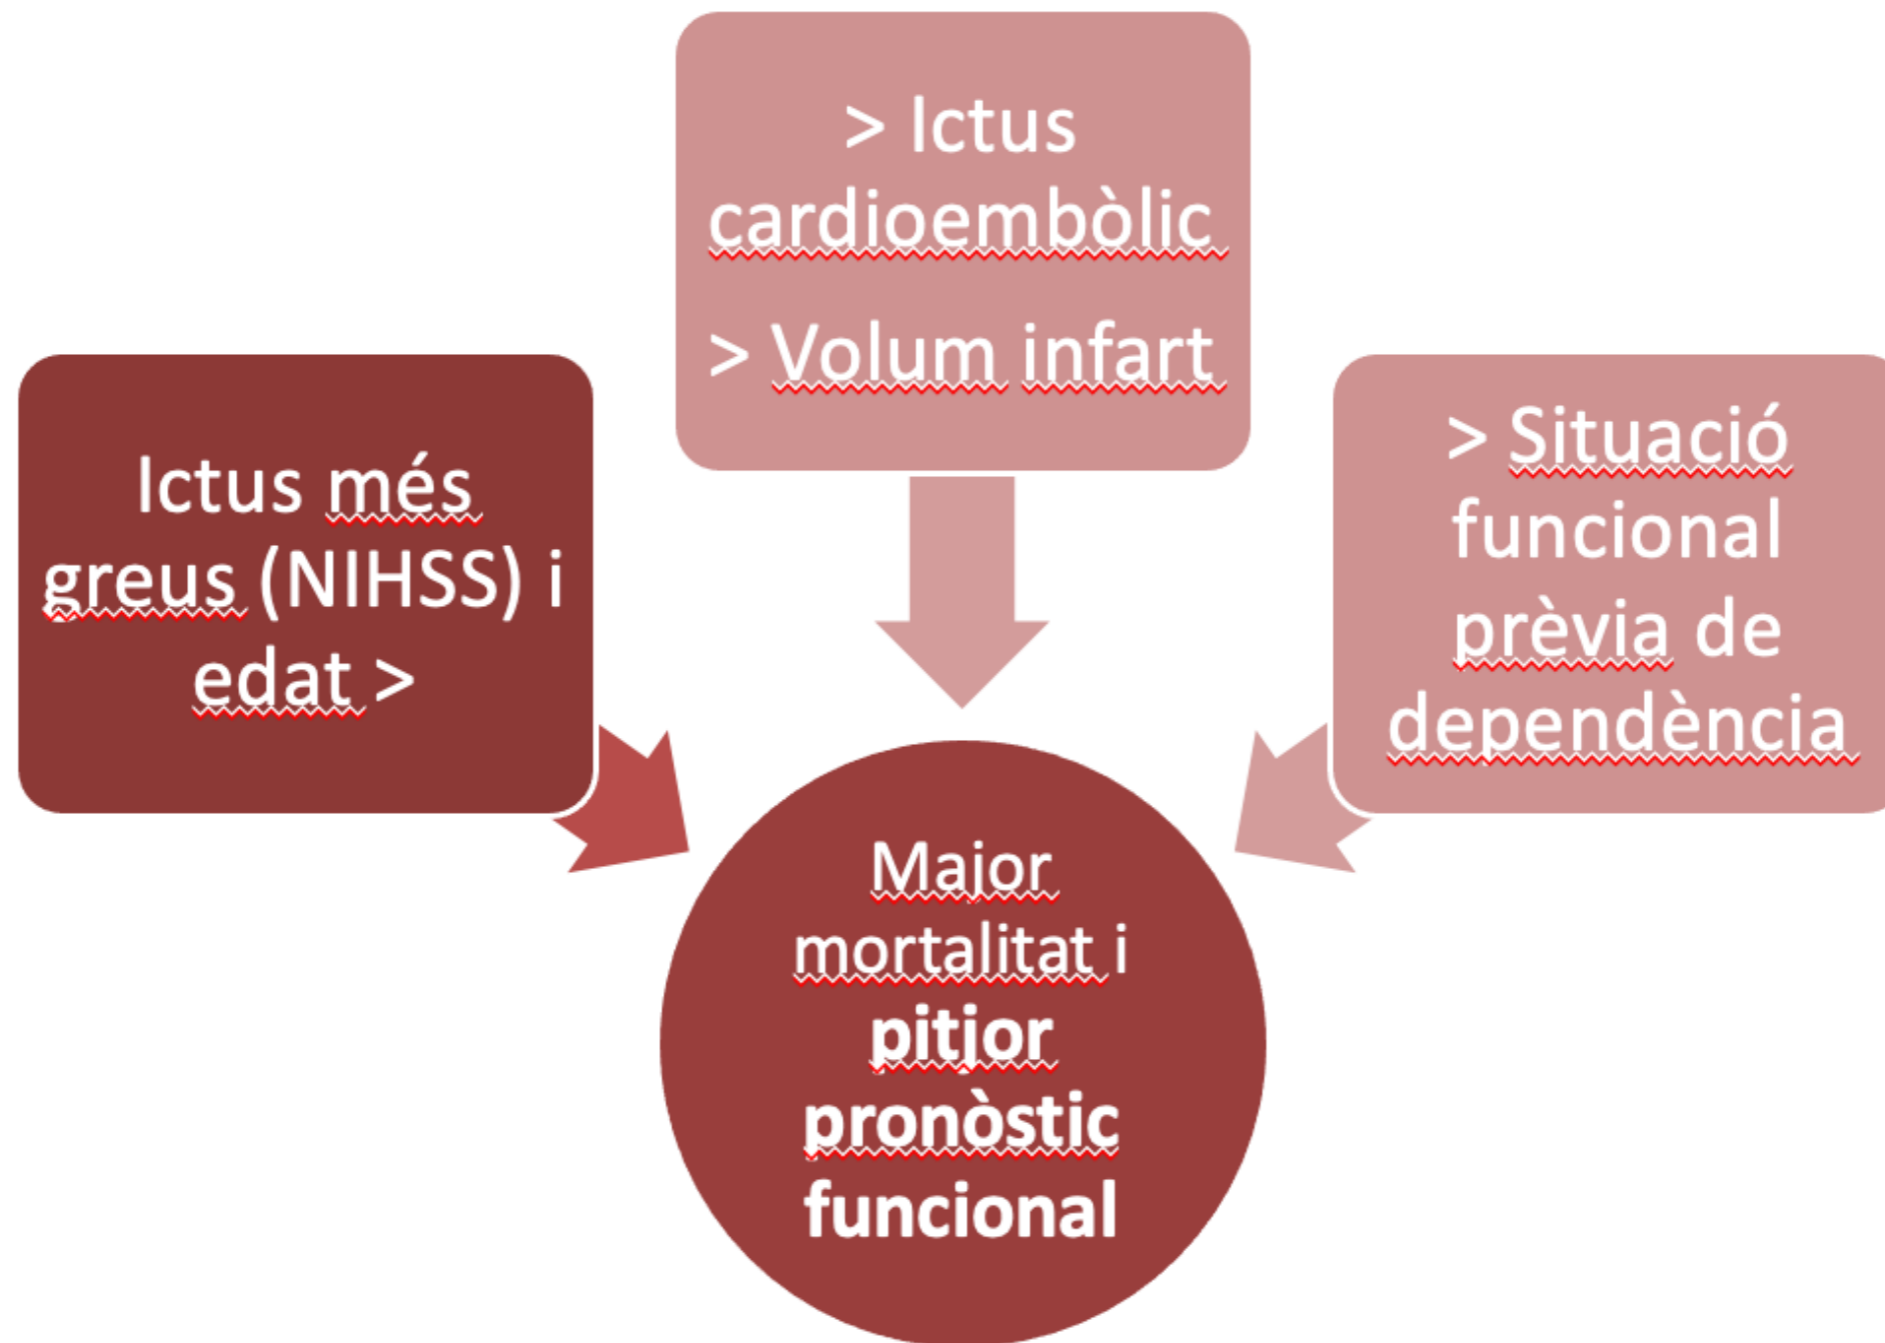 > Ictus
cardioembòlic
> Volum infart
Ictus més
greus (NIHSS) i
edat >
> Situació
funcional
prèvia de
dependència
Major
mortalitat i
pitjor
pronòstic
funcional